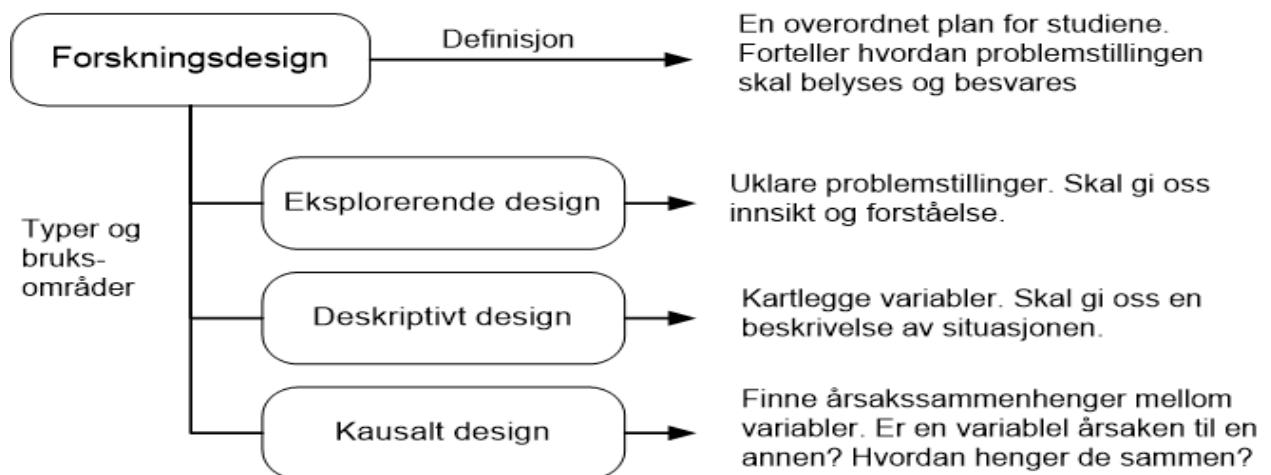 Forskningsdesign
Definisjon
En overordnet plan for studiene.
Forteller hvordan problemstillingen
skal belyses og besvares
Typer og
bruks-
områder
Eksplorerende design
Uklare problemstillinger. Skal gi oss
innsikt og forståelse.
Deskriptivt design
Kartlegge variabler. Skal gi oss en
beskrivelse av situasjonen.
Kausalt design
Finne årsakssammenhenger mellom
variabler. Er en variablel årsaken til en
annen? Hvordan henger de sammen?